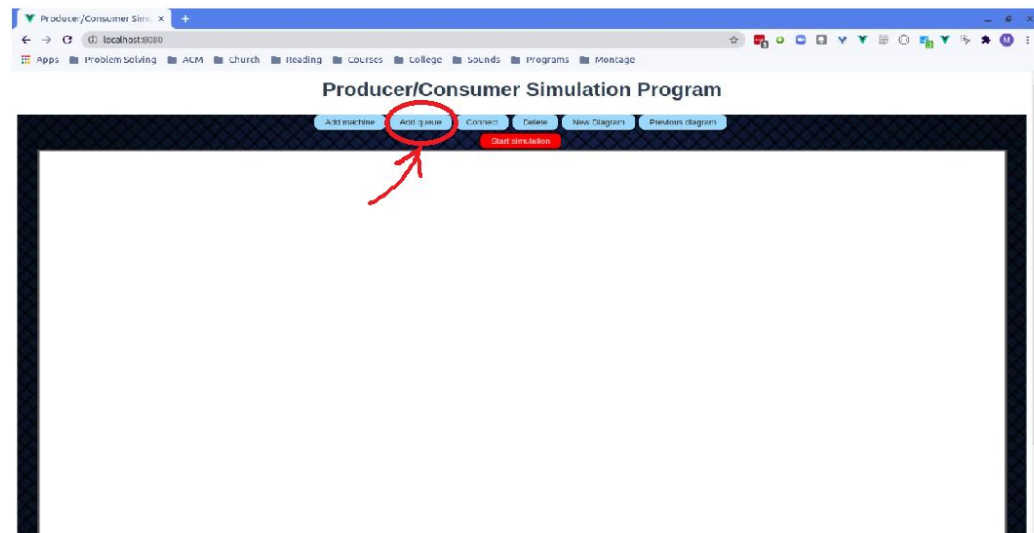 Producer/Consumer Sim
localhost:8080
Apps Problem Solving ACM Church Reading Courses College Sounds Programs Montage
Producer/Consumer Simulation Program
Add machine Add queue Connect Delete New Diagram Previous diagram
Start simulation